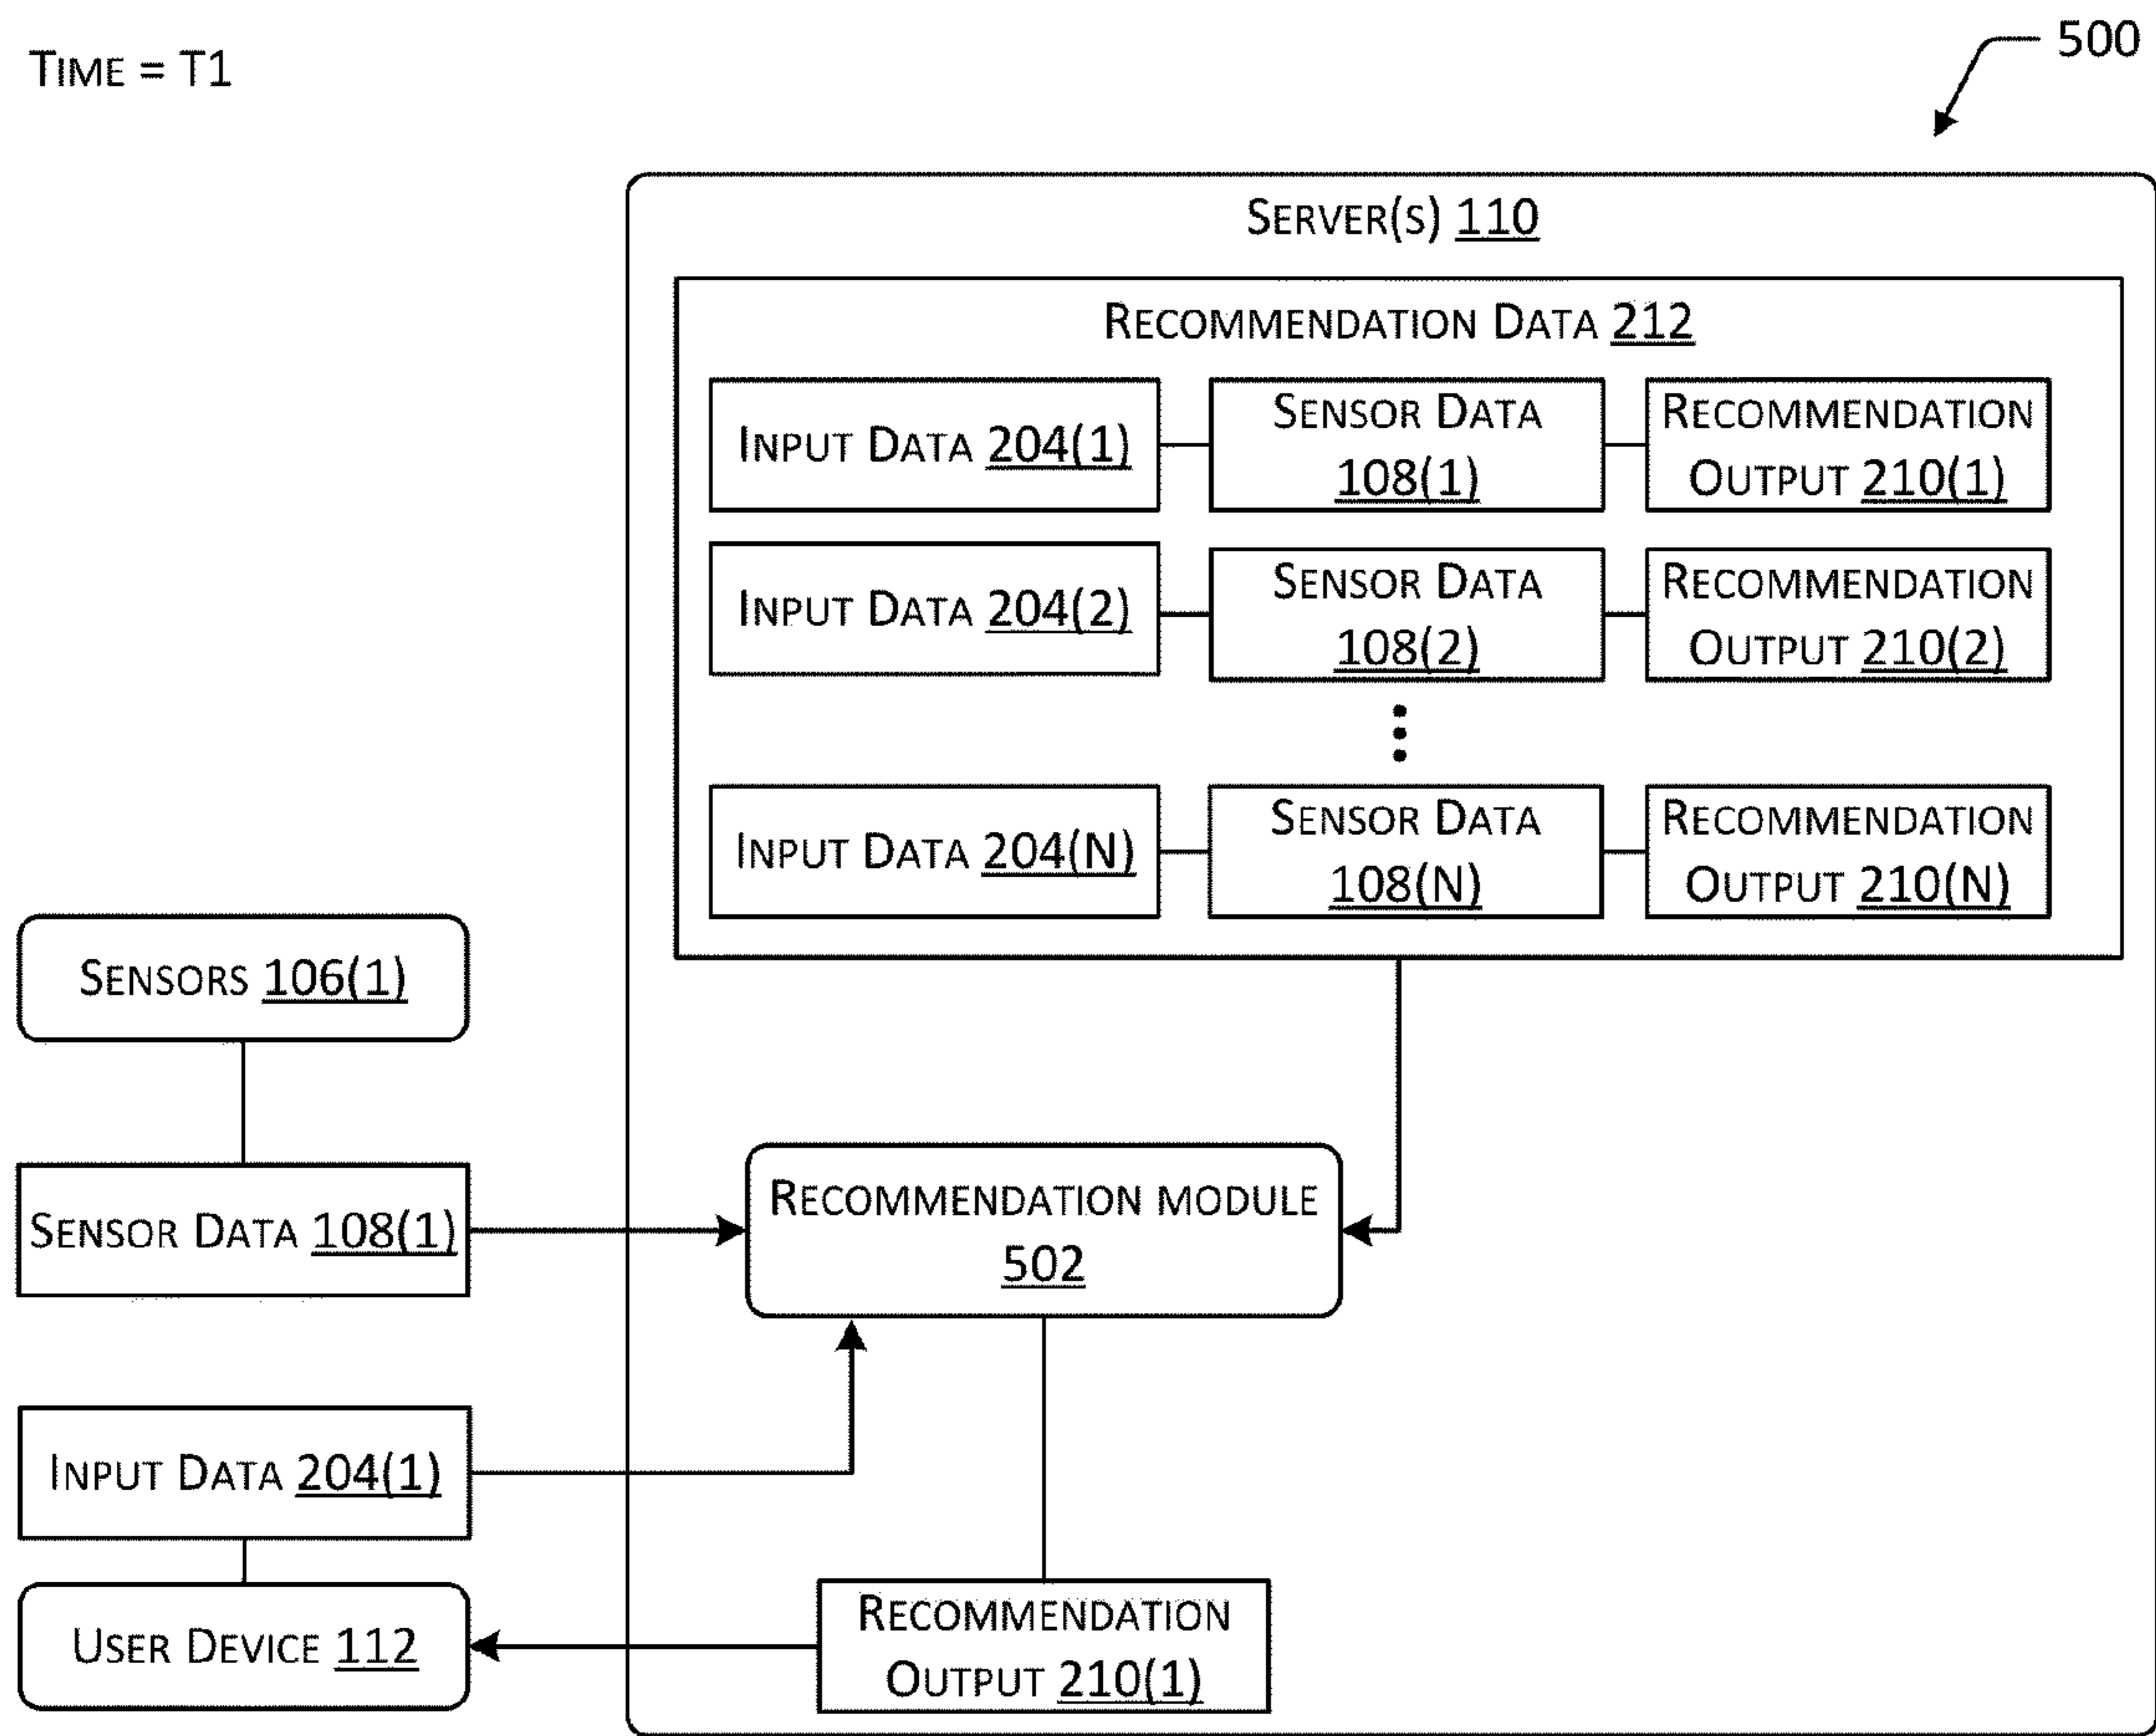 TIME = T1
500
SERVER(S) 110
RECOMMENDATION DATA 212
INPUT DATA 204(1)
SENSOR DATA
108(1)
RECOMMENDATION
OUTPUT 210(1)
INPUT DATA 204(2)
SENSOR DATA
108(2)
RECOMMENDATION
OUTPUT 210(2)
INPUT DATA 204(N)
SENSOR DATA
108(N)
RECOMMENDATION
OUTPUT 210(N)
SENSORS 106(1)
SENSOR DATA 108(1)
RECOMMENDATION MODULE
502
INPUT DATA 204(1)
USER DEVICE 112
RECOMMENDATION
OUTPUT 210(1)